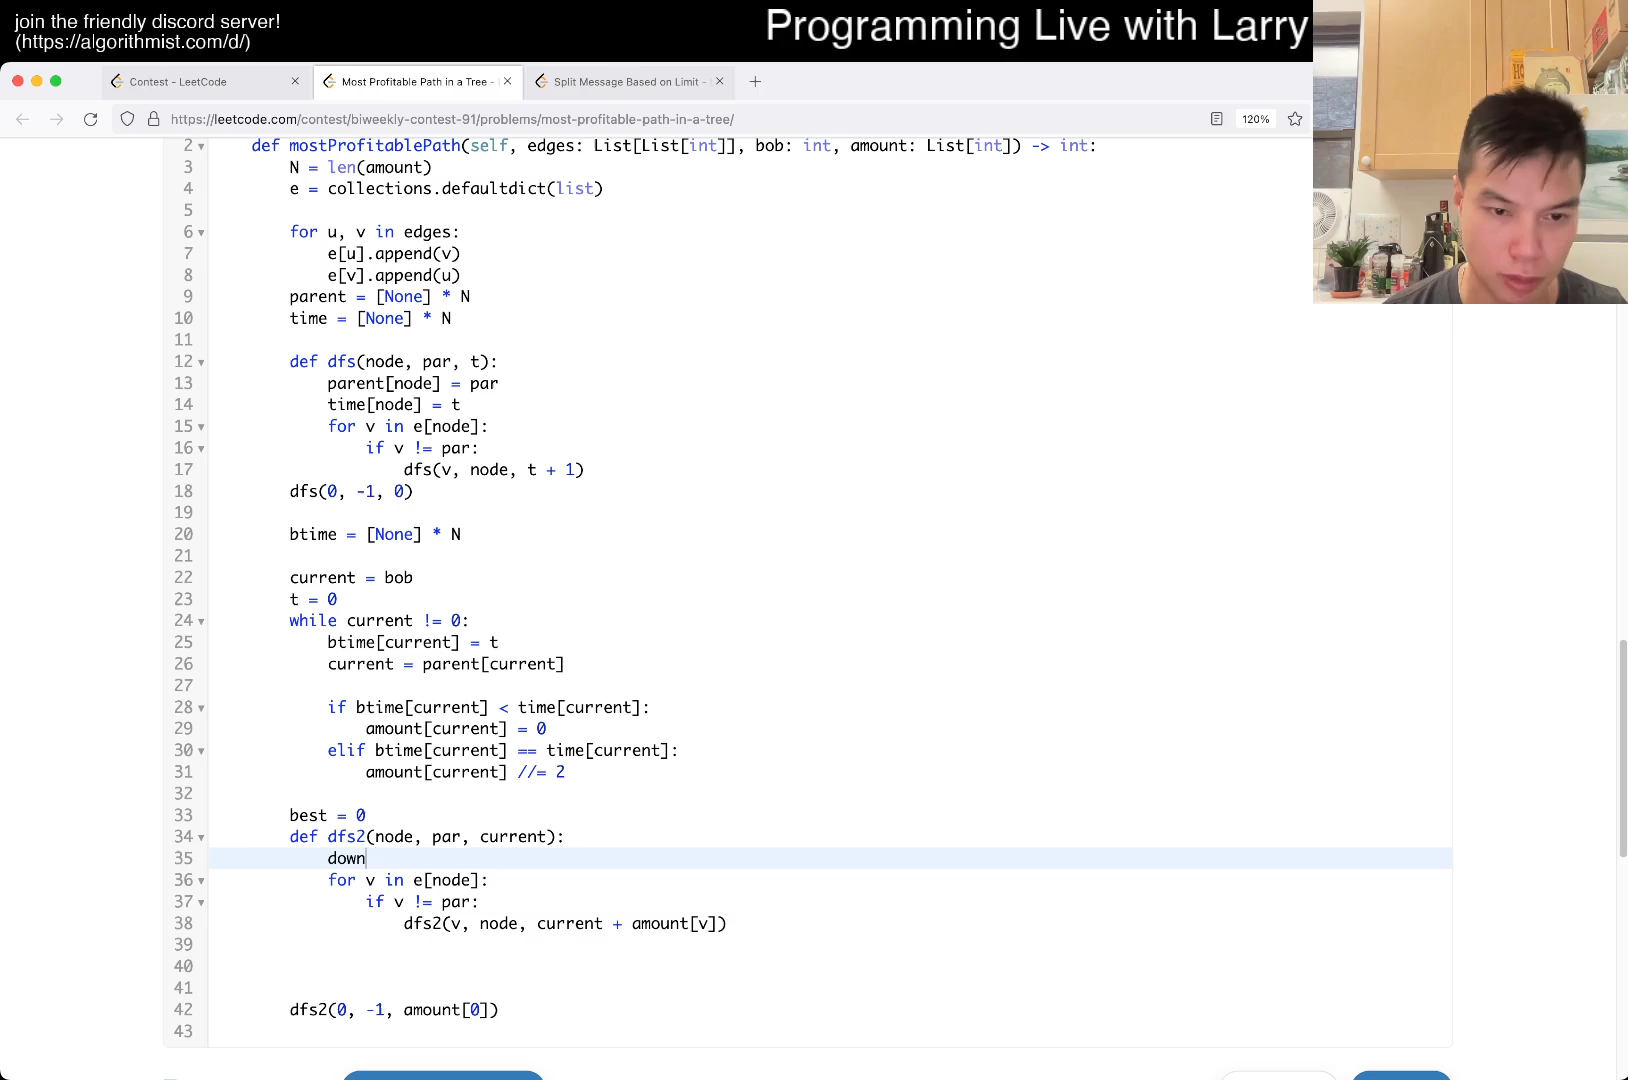 join the friendly discord server!
(https://algorithmist.com/d/)
Programming Live with Larry
Contest - LeetCode
Most Profitable Path in a Tree -
Split Message Based on Limit -
https://leetcode.com/contest/biweekly-contest-91/problems/most-profitable-path-in-a-tree/
120%
2 def mostProfitablePath(self, edges: List[List[int]], bob: int, amount: List[int]) -> int:
3 N = len(amount)
4 e = collections.defaultdict(list)
5
6 for u, v in edges:
7 e[u].append(v)
8 e[v].append(u)
9 parent = [None] * N
10 time = [None] * N
11
12 def dfs(node, par, t):
13 parent[node] = par
14 time[node] = t
15 for v in e[node]:
16 if v != par:
17 dfs(v, node, t + 1)
18 dfs(0, -1, 0)
19
20 btime = [None] * N
21
22 current = bob
23 t = 0
24 while current != 0:
25 btime[current] = t
26 current = parent[current]
27
28 if btime[current] < time[current]:
29 amount[current] = 0
30 elif btime[current] == time[current]:
31 amount[current] //= 2
32
33 best = 0
34 def dfs2(node, par, current):
35 down
36 for v in e[node]:
37 if v != par:
38 dfs2(v, node, current + amount[v])
39
40
41
42 dfs2(0, -1, amount[0])
43